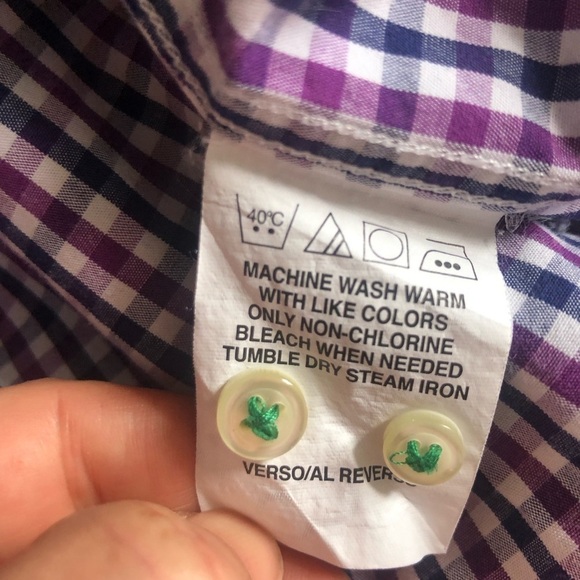 40°C
MACHINE WASH WARM
WITH LIKE COLORS
ONLY NON-CHLORINE
BLEACH WHEN NEEDED
TUMBLE DRY STEAM IRON
VERSO/AL REVERSO